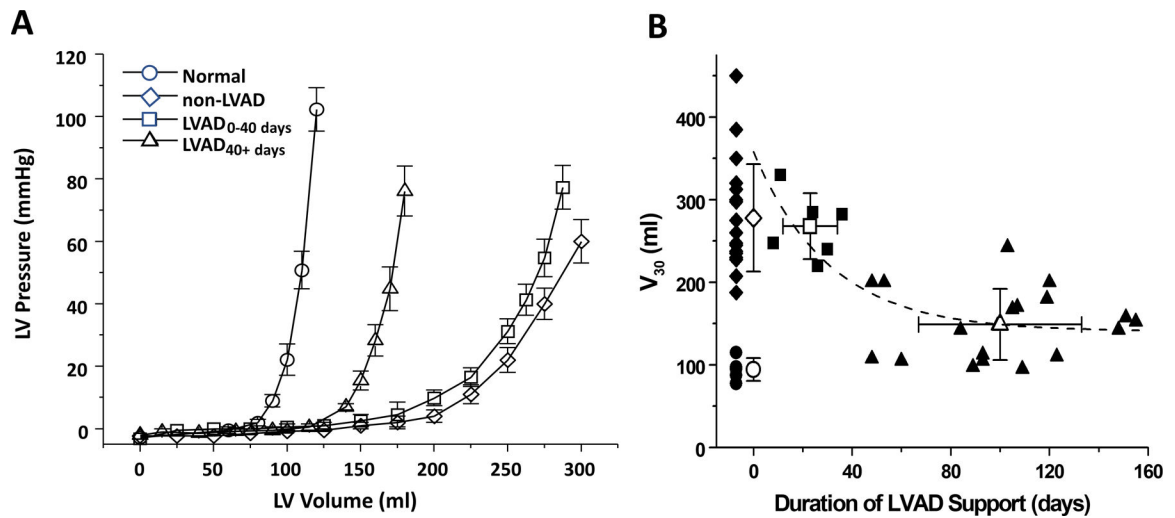 A
120
100
80
60
40
20
0
LV Pressure (mmHg)
Normal
non-LVAD
LVAD0-40 days
LVAD40+ days
0 50 100 150 200 250 300
LV Volume (ml)
B
400
300
200
100
0
V30 (ml)
0 40 80 120 160
Duration of LVAD Support (days)